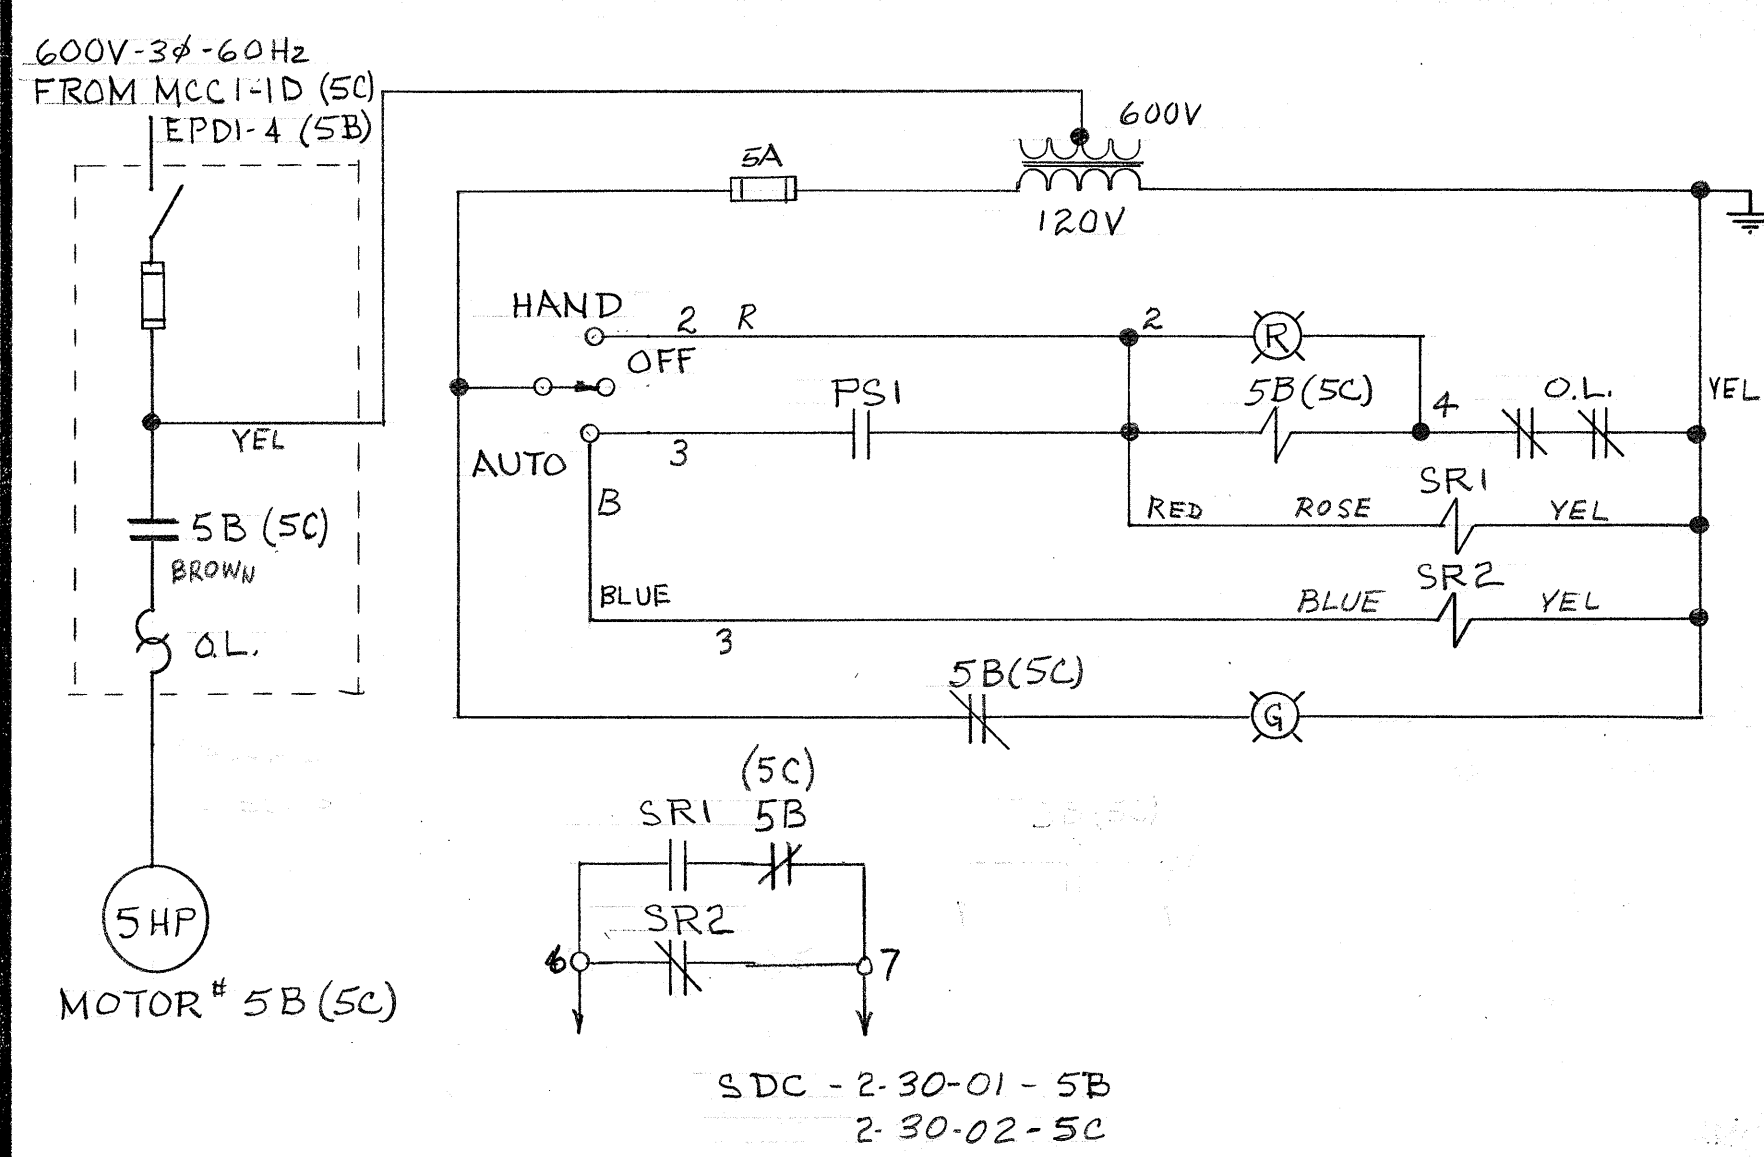 600V-3ø-60Hz
FROM MCC1-1D (5C)
EPD1-4 (5B)
YEL
5B (5C)
BROWN
O.L.
5HP
MOTOR # 5B (5C)
600V
5A
120V
HAND
2 R
2
R
OFF
PS1
5B (5C)
4
O.L.
YEL
AUTO
3
B
RED ROSE
SR1
YEL
BLUE
3
BLUE
SR2
YEL
5B(5C)
G
(5C)
SR1 5B
SR2
6
7
SDC - 2-30-01 - 5B
2-30-02 - 5C